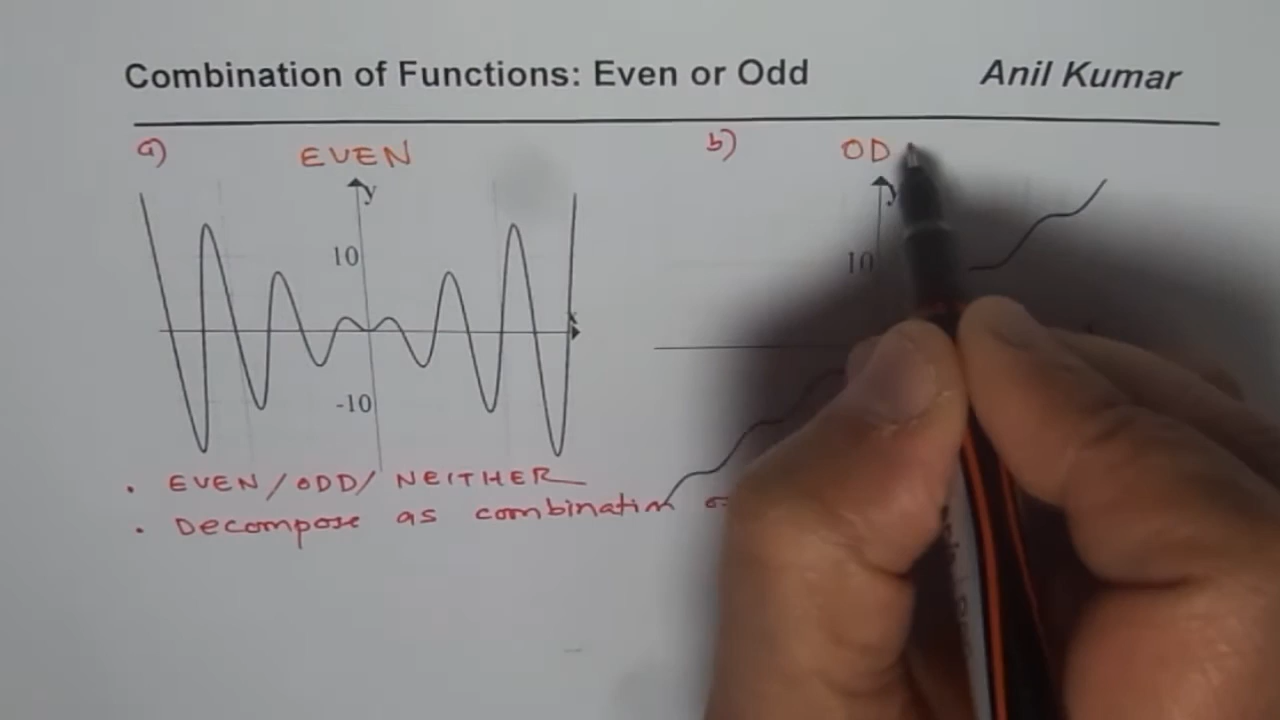 Combination of Functions: Even or Odd
Anil Kumar
a)
EVEN
b)
OD
y
y
10
10
x
-10
. EVEN/ODD/ NEITHER
. Decompose as combination